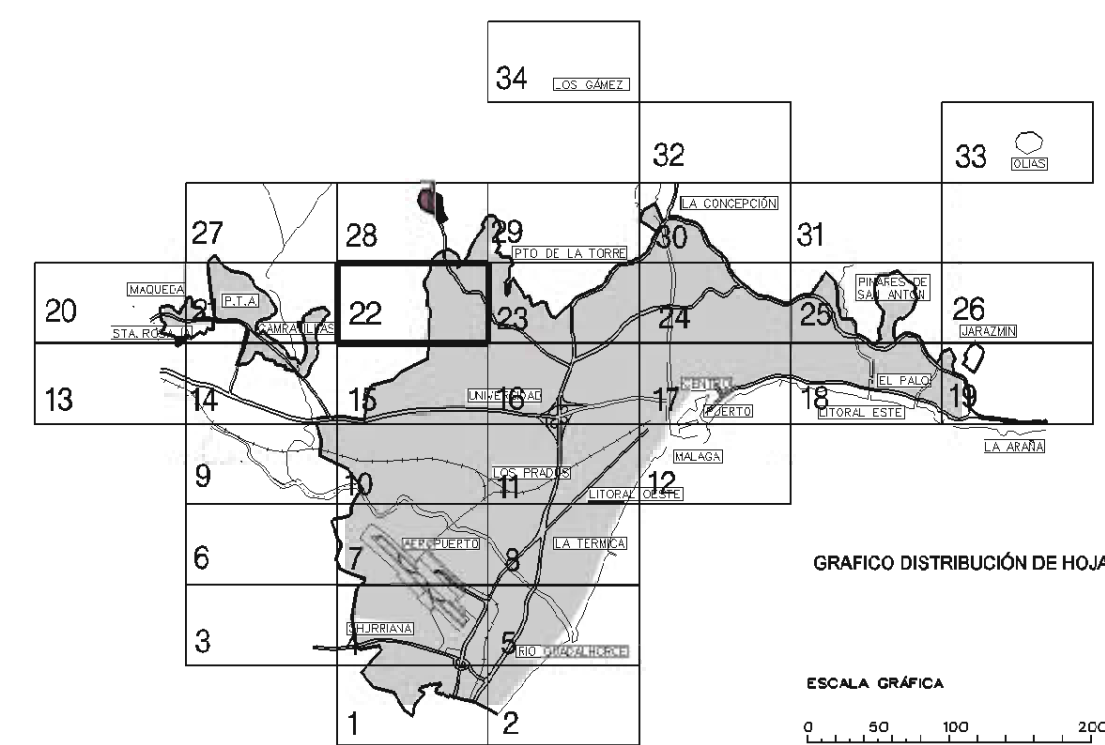 34 LOS GÁMEZ
32
33 OLIAS
LA CONCEPCIÓN
27 28 29 30 31
PTO DE LA TORRE
MAQUEDA
P.T.A
PINARES DE SAN ANTON
20 21 22 23 24 25 26
STA. ROSALIA
CAMPANILLAS
JARAZMIN
13 14 15 16 17 18 19
UNIVERSIDAD
CENTRO
PUERTO
EL PALO
LITORAL ESTE
LA ARAÑA
MALAGA
9 10 11 12
LOS PRADOS
LITORAL OESTE
6 7 8
AEROPUERTO
LA TERMICA
GRAFICO DISTRIBUCIÓN DE HOJA
3 5
CHURRIANA
RIO GUADALHORCE
1 2
ESCALA GRÁFICA
0 50 100 200